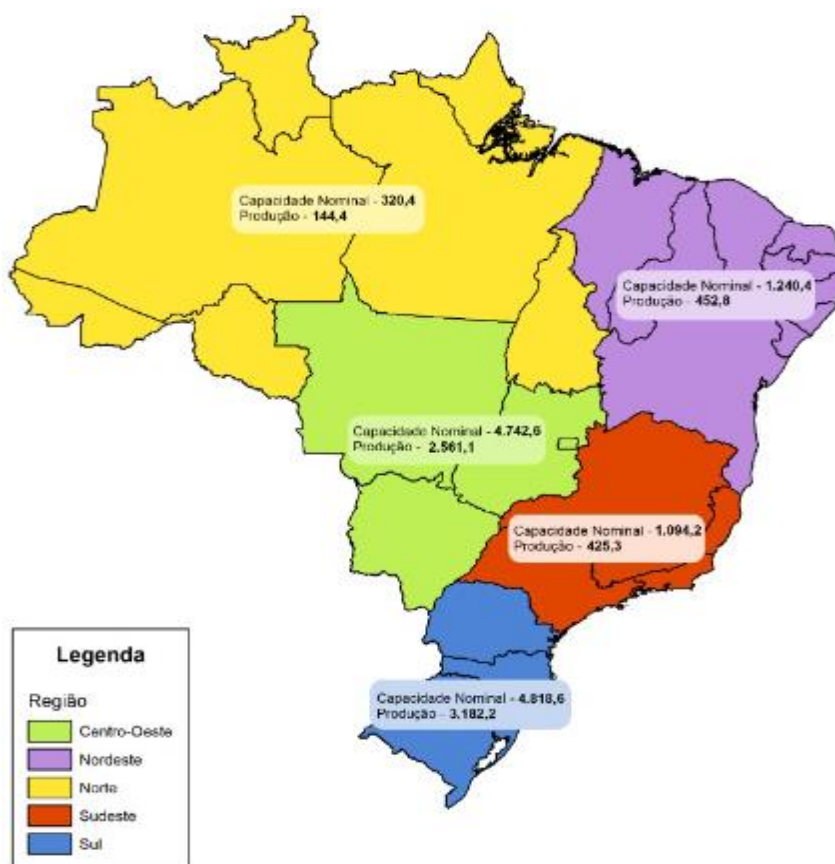 Capacidade Nominal - 320,4
Produção - 144,4
Capacidade Nominal - 1.240,4
Produção - 452,8
Capacidade Nominal - 4.742,6
Produção - 2.561,1
Capacidade Nominal - 1.094,2
Produção - 425,3
Capacidade Nominal - 4.818,6
Produção - 3.182,2
Legenda
Região
Centro-Oeste
Nordeste
Norte
Sudeste
Sul